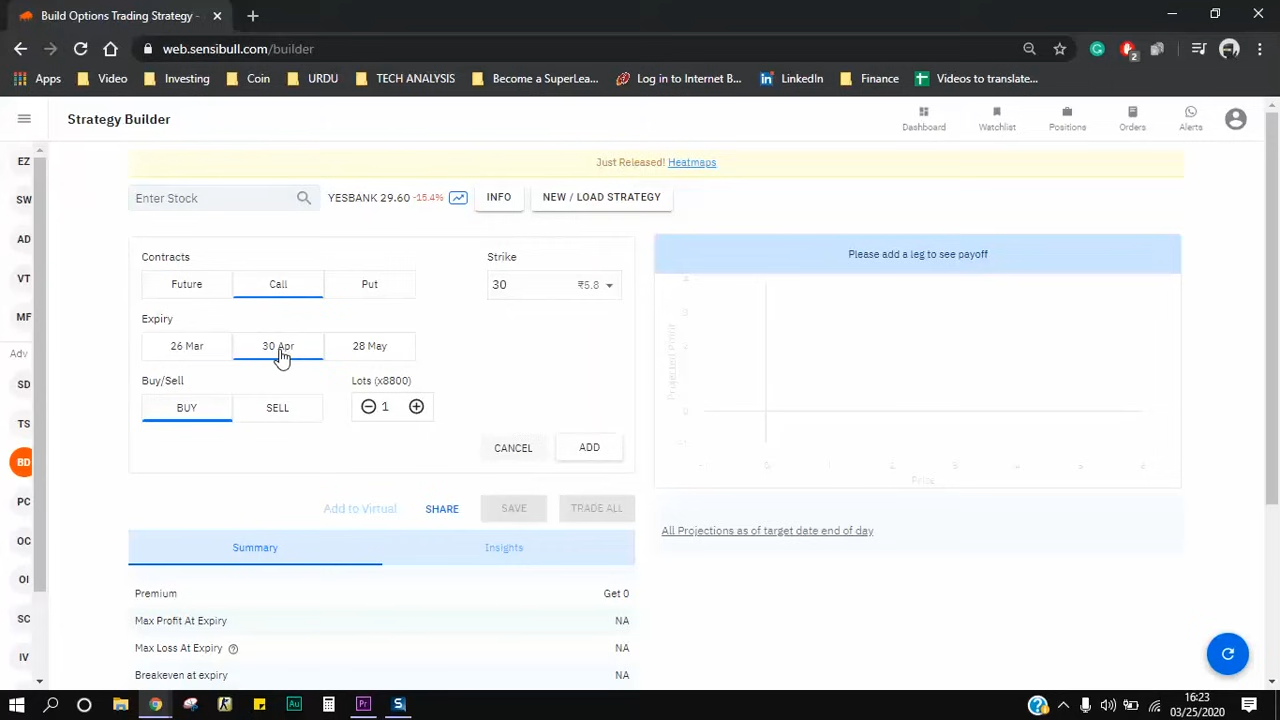 Build Options Trading Strategy -
web.sensibull.com/builder
2
Apps Video Investing Coin URDU TECH ANALYSIS Become a SuperLea... Log in to Internet B... LinkedIn Finance Videos to translate...
Strategy Builder
Dashboard Watchlist Positions Orders Alerts
EZ
SW
AD
VT
MF
Adv
SD
TS
BD
PC
OC
OI
SC
IV
Just Released! Heatmaps
Enter Stock YESBANK 29.60 -15.4% INFO NEW / LOAD STRATEGY
Contracts Strike
Future Call Put 30 ₹5.8
Expiry
26 Mar 30 Apr 28 May
Buy/Sell Lots (x8800)
BUY SELL 1
CANCEL ADD
Add to Virtual SHARE SAVE TRADE ALL
Summary Insights
Premium Get 0
Max Profit At Expiry NA
Max Loss At Expiry NA
Breakeven at expiry NA
Please add a leg to see payoff
Projected Profit
Price
All Projections as of target date end of day
Au Pr S
16:23
03/25/2020